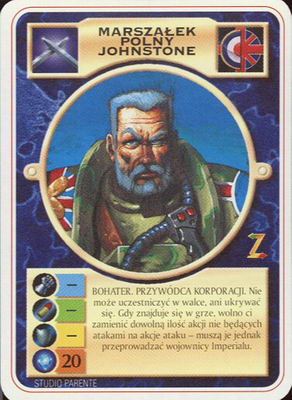 MARSZAŁEK
POLNY
JOHNSTONE
Z
–
–
–
20
BOHATER. PRZYWÓDCA KORPORACJI. Nie
może uczestniczyć w walce, ani ukrywać
się. Gdy znajduje się w grze, wolno ci
zamienić dowolną ilość akcji nie będących
atakami na akcje ataku – muszą je jednak
przeprowadzać wojownicy Imperialu.
STUDIO PARENTE